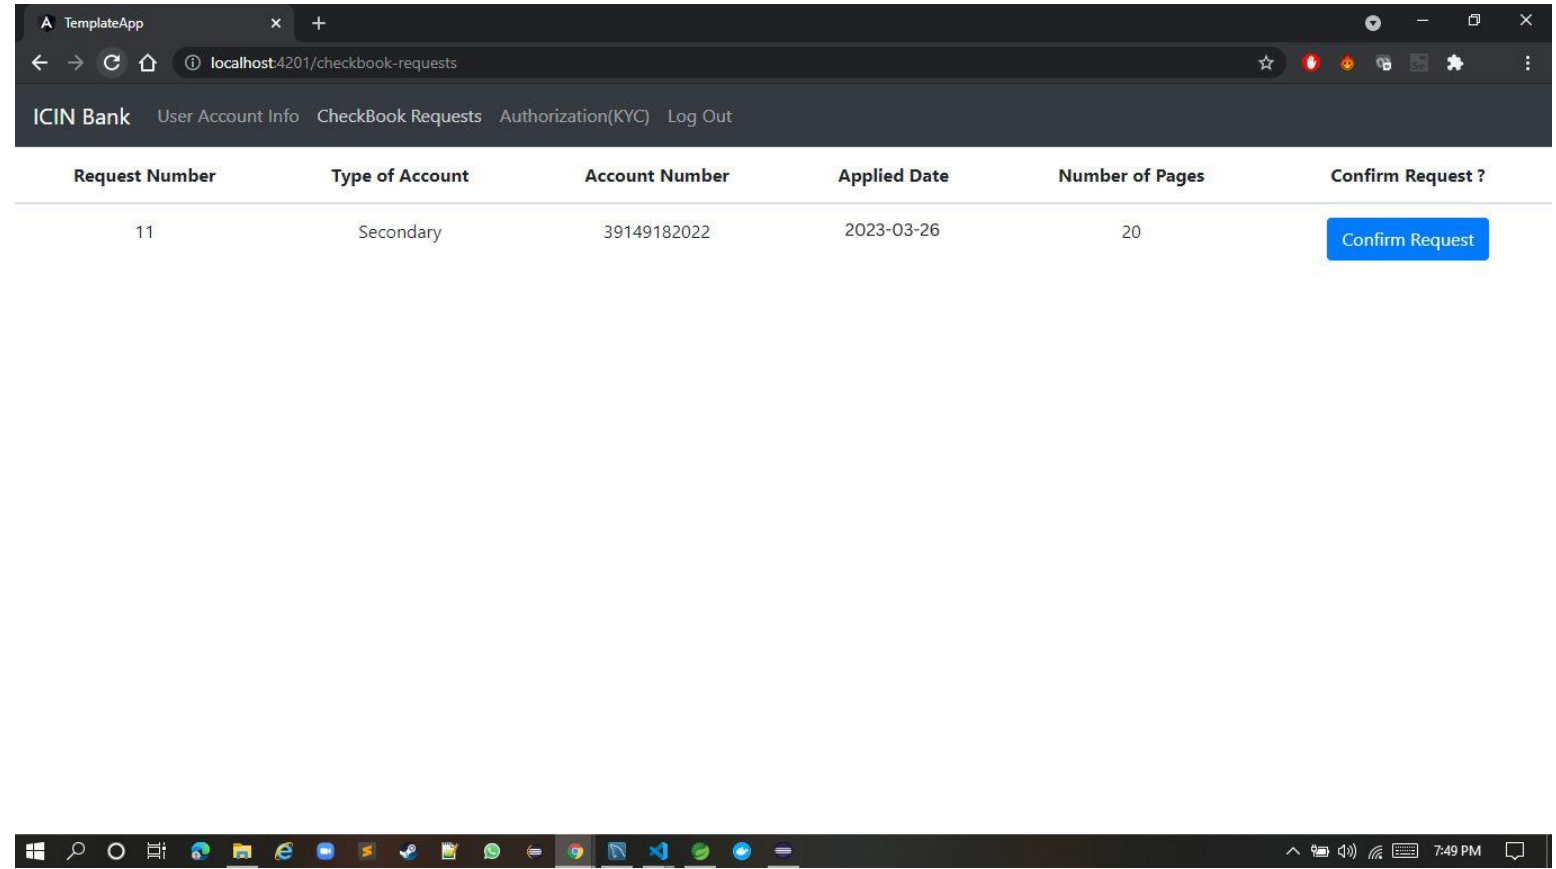 TemplateApp
localhost:4201/checkbook-requests
ICIN Bank User Account Info CheckBook Requests Authorization(KYC) Log Out
Request Number Type of Account Account Number Applied Date Number of Pages Confirm Request ?
11 Secondary 39149182022 2023-03-26 20 Confirm Request
7:49 PM